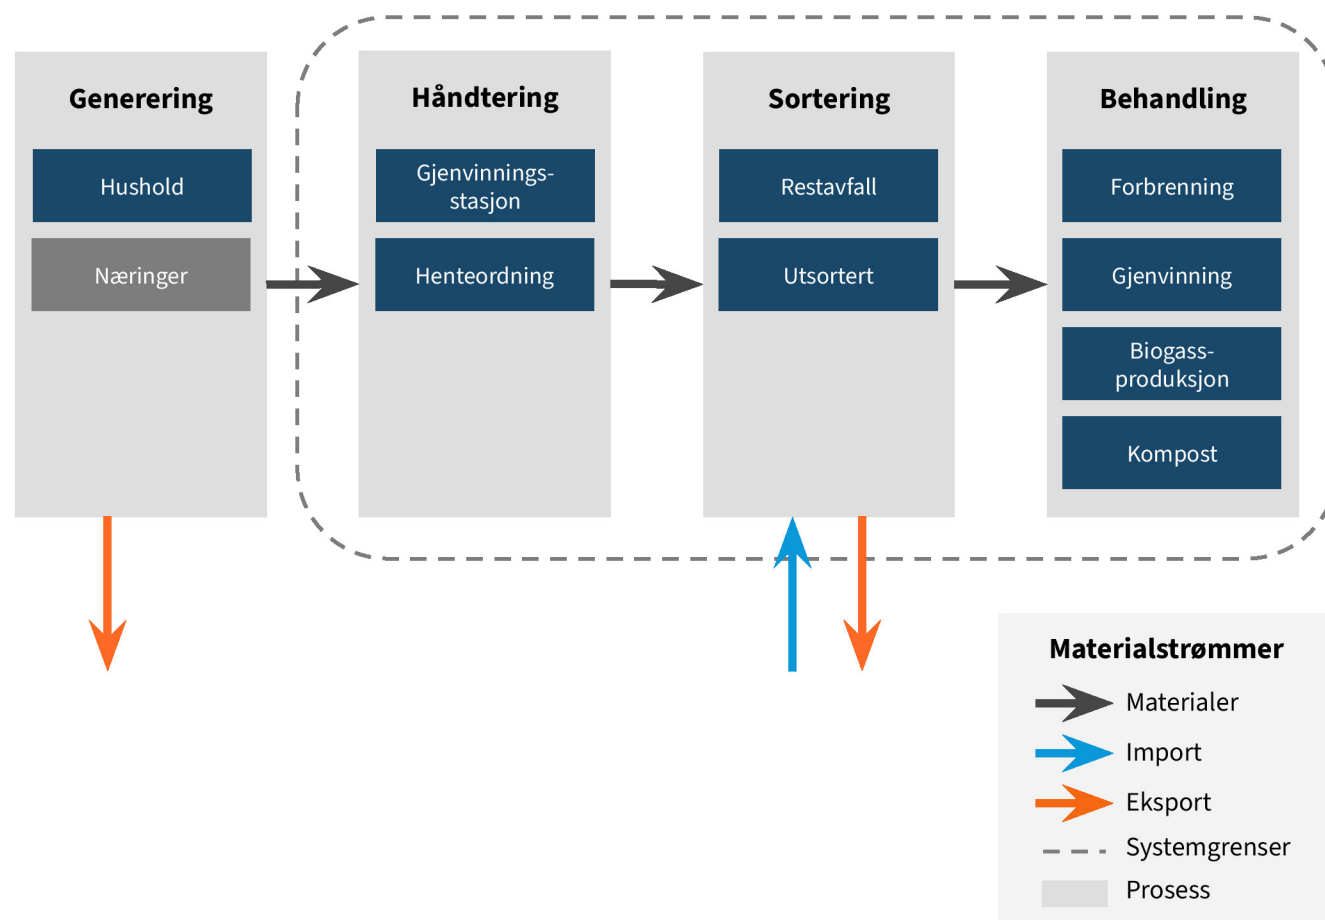 Generering
Hushold
Næringer
Håndtering
Gjenvinnings-
stasjon
Henteordning
Sortering
Restavfall
Utsortert
Behandling
Forbrenning
Gjenvinning
Biogass-
produksjon
Kompost
Materialstrømmer
Materialer
Import
Eksport
Systemgrenser
Prosess